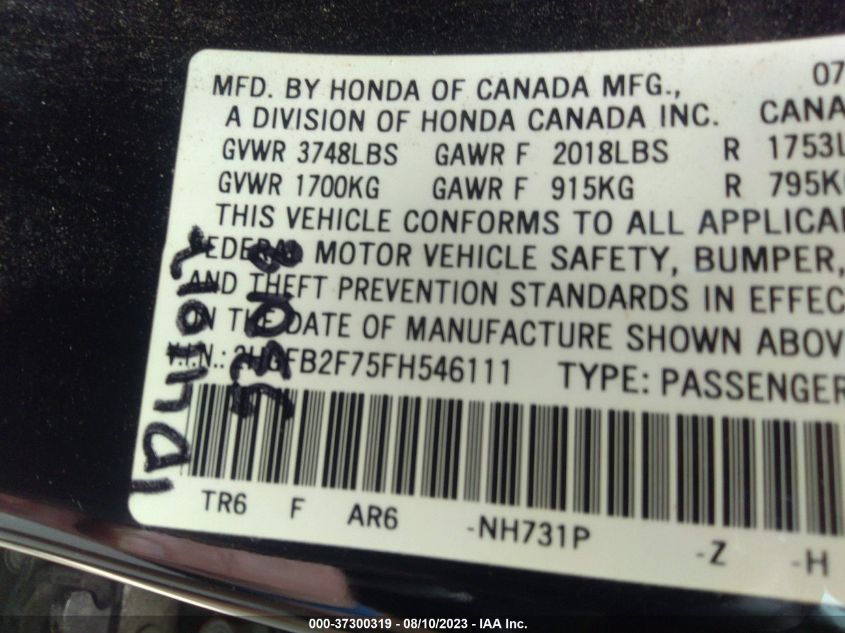 MFD. BY HONDA OF CANADA MFG., 07
A DIVISION OF HONDA CANADA INC. CANA
GVWR 3748LBS GAWR F 2018LBS R 1753L
GVWR 1700KG GAWR F 915KG R 795K
THIS VEHICLE CONFORMS TO ALL APPLICA
FEDERAL MOTOR VEHICLE SAFETY, BUMPER,
AND THEFT PREVENTION STANDARDS IN EFFEC
ON THE DATE OF MANUFACTURE SHOWN ABOV
V.I.N.: 2HGFB2F75FH546111 TYPE: PASSENGER
TR6 F AR6 -NH731P -Z -H
000-37300319 - 08/10/2023 - IAA Inc.